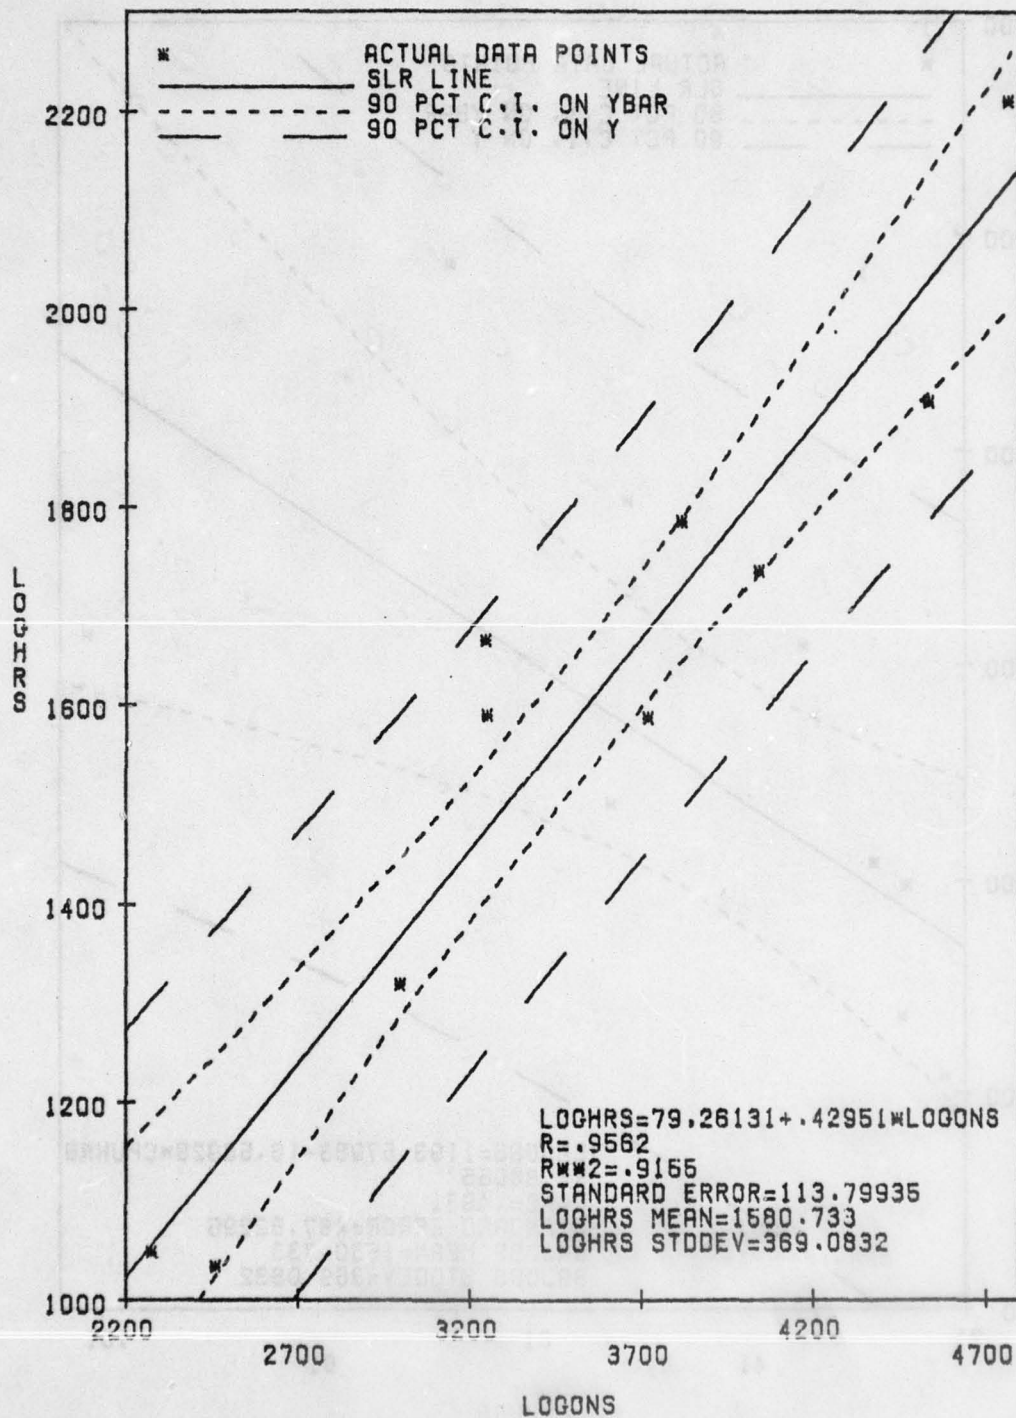 ACTUAL DATA POINTS
SLR LINE
90 PCT C.I. ON YBAR
90 PCT C.I. ON Y
2200
2000
1800
1600
1400
1200
1000
LOGHRS
LOGHRS=79.26131+.42951*LOGONS
R=.9562
R**2=.9155
STANDARD ERROR=113.79935
LOGHRS MEAN=1580.733
LOGHRS STDDEV=369.0832
2200
2700
3200
3700
4200
4700
LOGONS